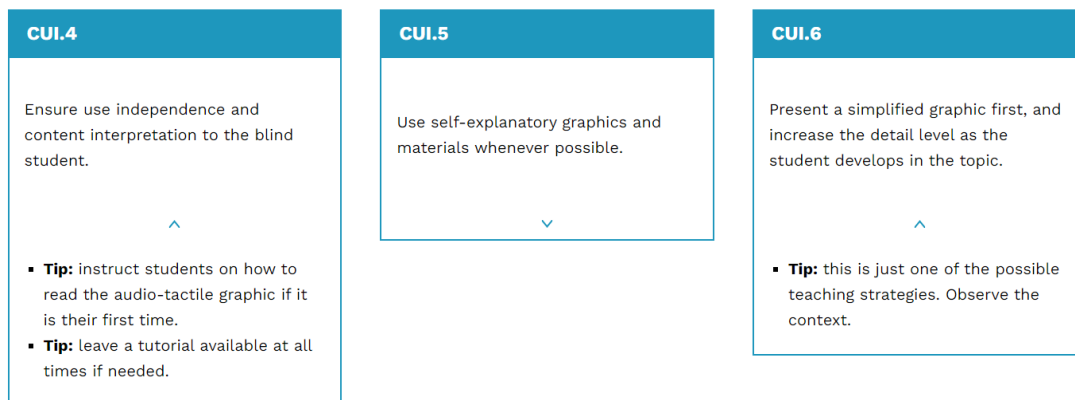 CUI.4
Ensure use independence and
content interpretation to the blind
student.
▪ Tip: instruct students on how to
read the audio-tactile graphic if it
is their first time.
▪ Tip: leave a tutorial available at all
times if needed.
CUI.5
Use self-explanatory graphics and
materials whenever possible.
CUI.6
Present a simplified graphic first, and
increase the detail level as the
student develops in the topic.
▪ Tip: this is just one of the possible
teaching strategies. Observe the
context.